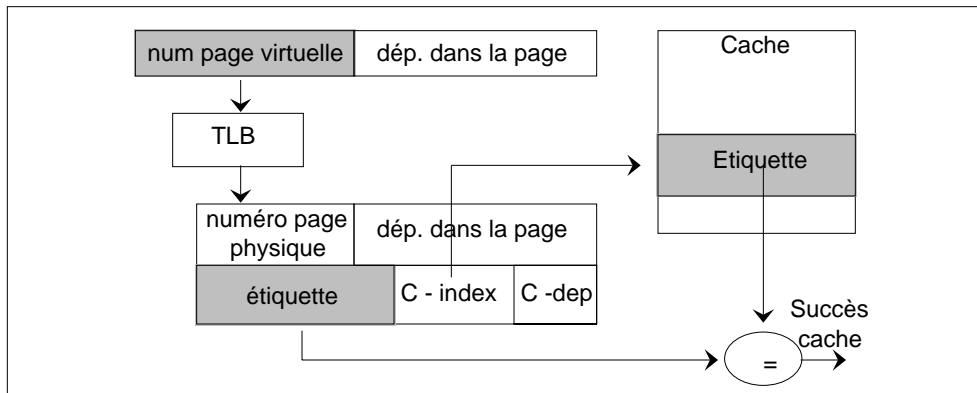 num page virtuelle
dép. dans la page
Cache
TLB
Etiquette
numéro page
physique
dép. dans la page
étiquette
C - index
C -dep
Succès
cache
=